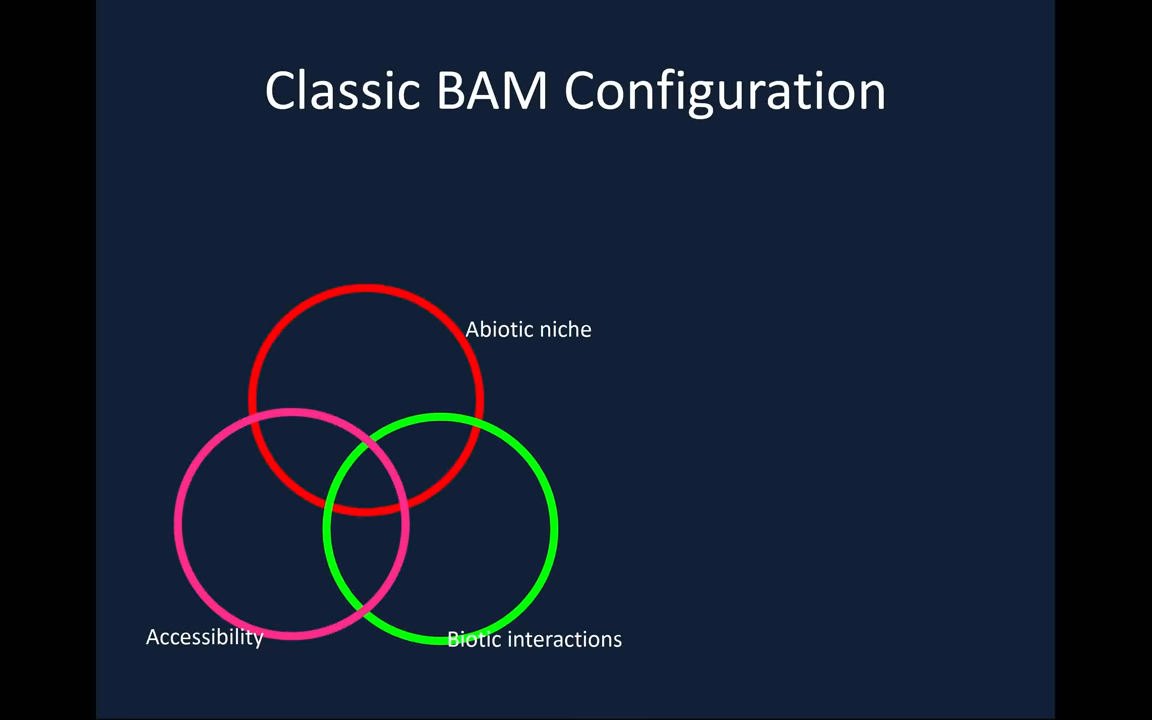 Classic BAM Configuration
Abiotic niche
Accessibility
Biotic interactions